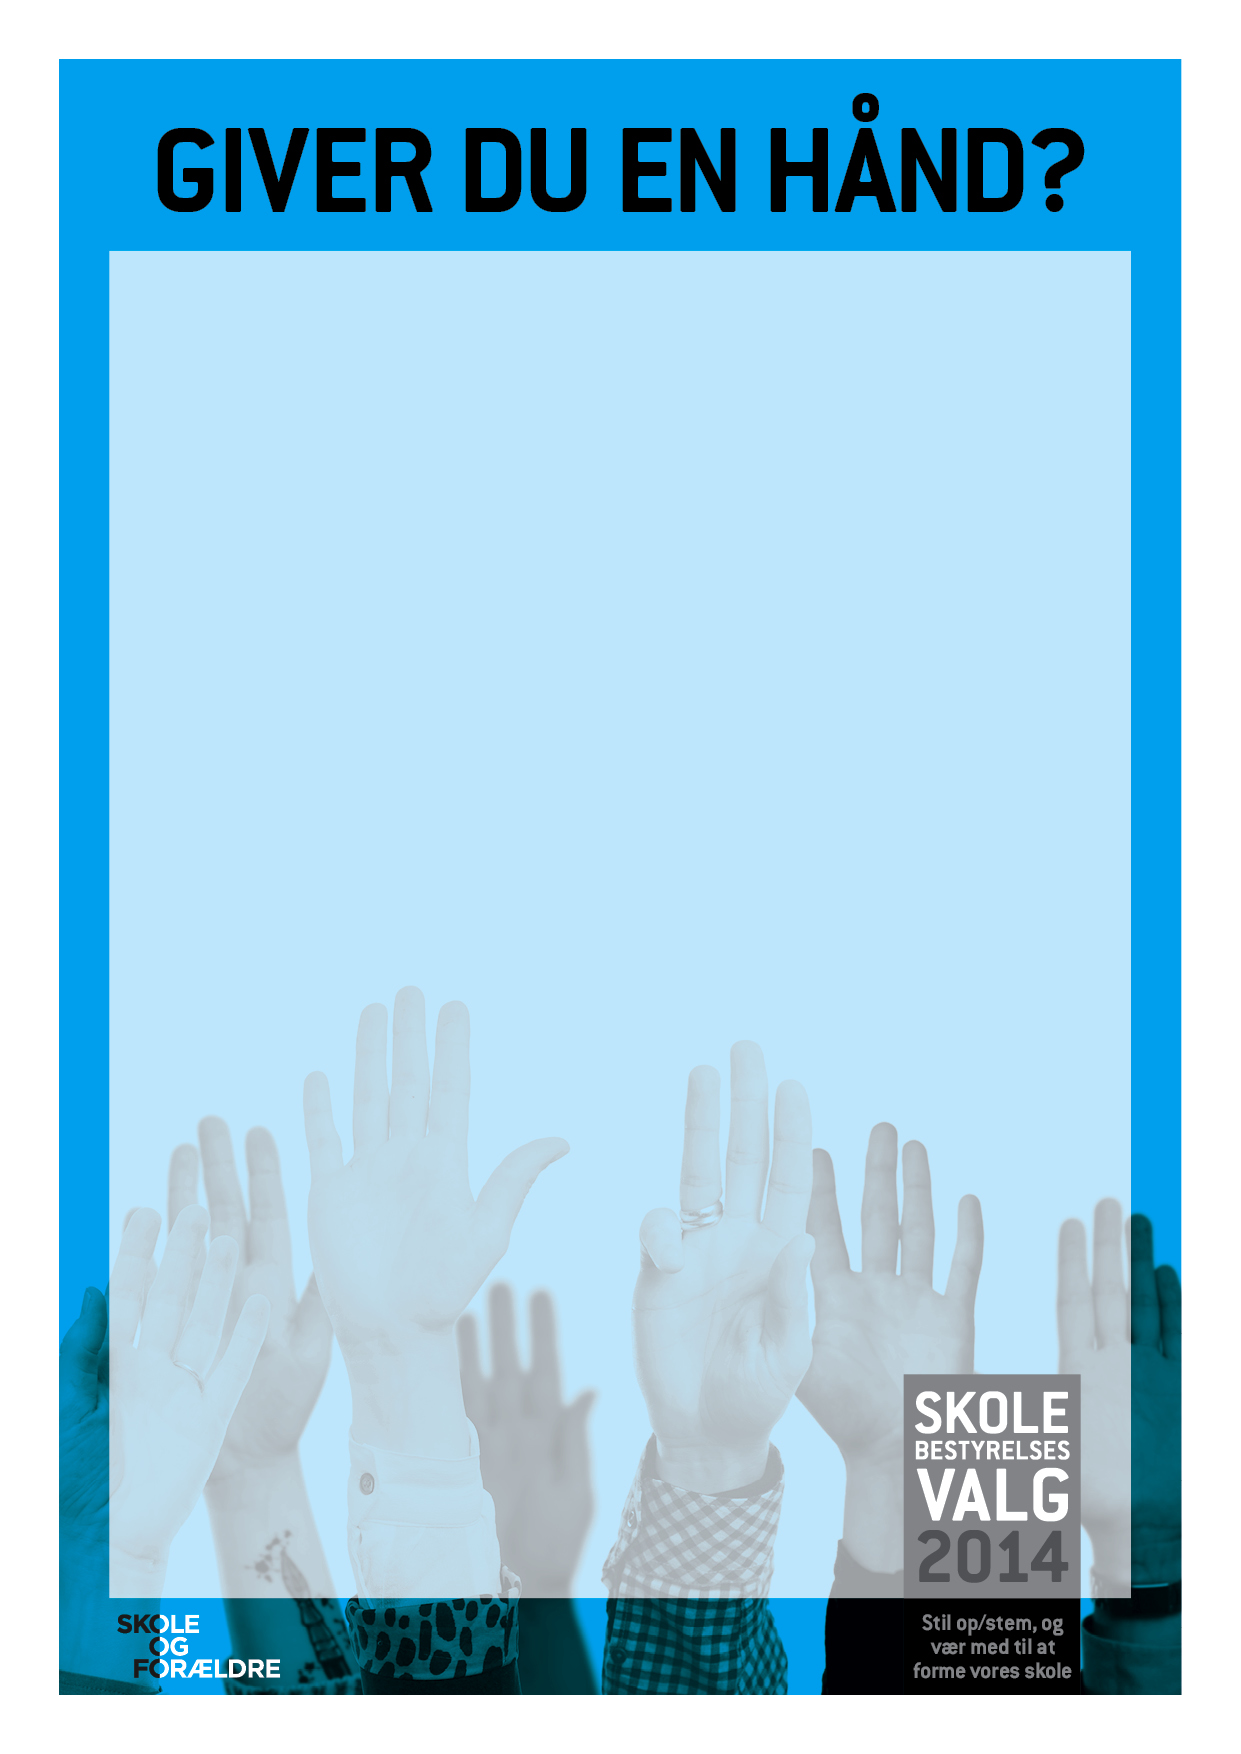 GIVER DU EN HÅND?
SKOLE
BESTYRELSES
VALG
2014
SKOLE
OG
FORÆLDRE
Stil op/stem, og
vær med til at
forme vores skole